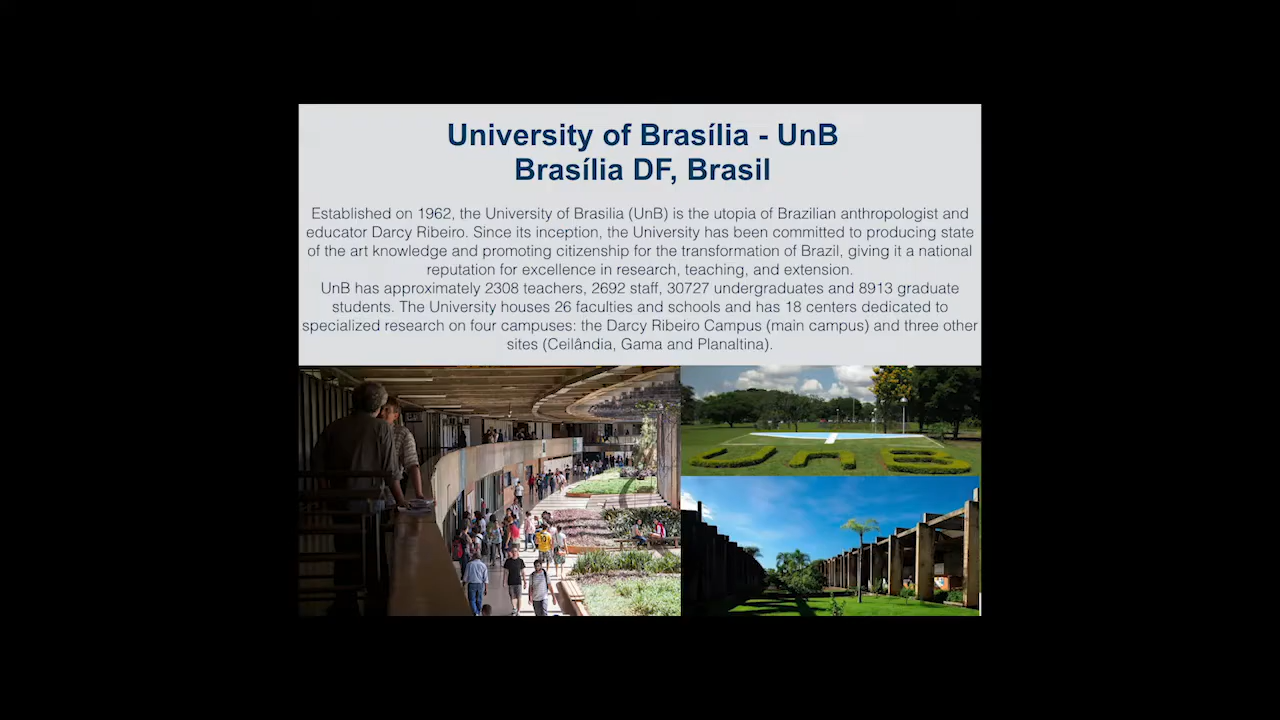 University of Brasília - UnB
Brasília DF, Brasil
Established on 1962, the University of Brasilia (UnB) is the utopia of Brazilian anthropologist and
educator Darcy Ribeiro. Since its inception, the University has been committed to producing state
of the art knowledge and promoting citizenship for the transformation of Brazil, giving it a national
reputation for excellence in research, teaching, and extension.
UnB has approximately 2308 teachers, 2692 staff, 30727 undergraduates and 8913 graduate
students. The University houses 26 faculties and schools and has 18 centers dedicated to
specialized research on four campuses: the Darcy Ribeiro Campus (main campus) and three other
sites (Ceilândia, Gama and Planaltina).
UnB